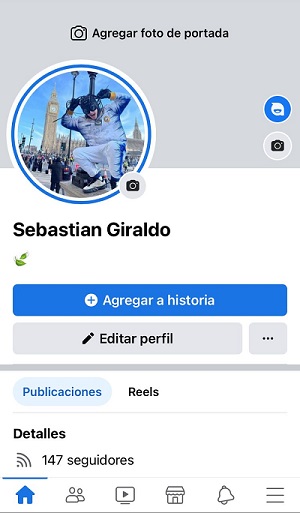 Agregar foto de portada
Sebastian Giraldo
Agregar a historia
Editar perfil
Publicaciones Reels
Detalles
147 seguidores